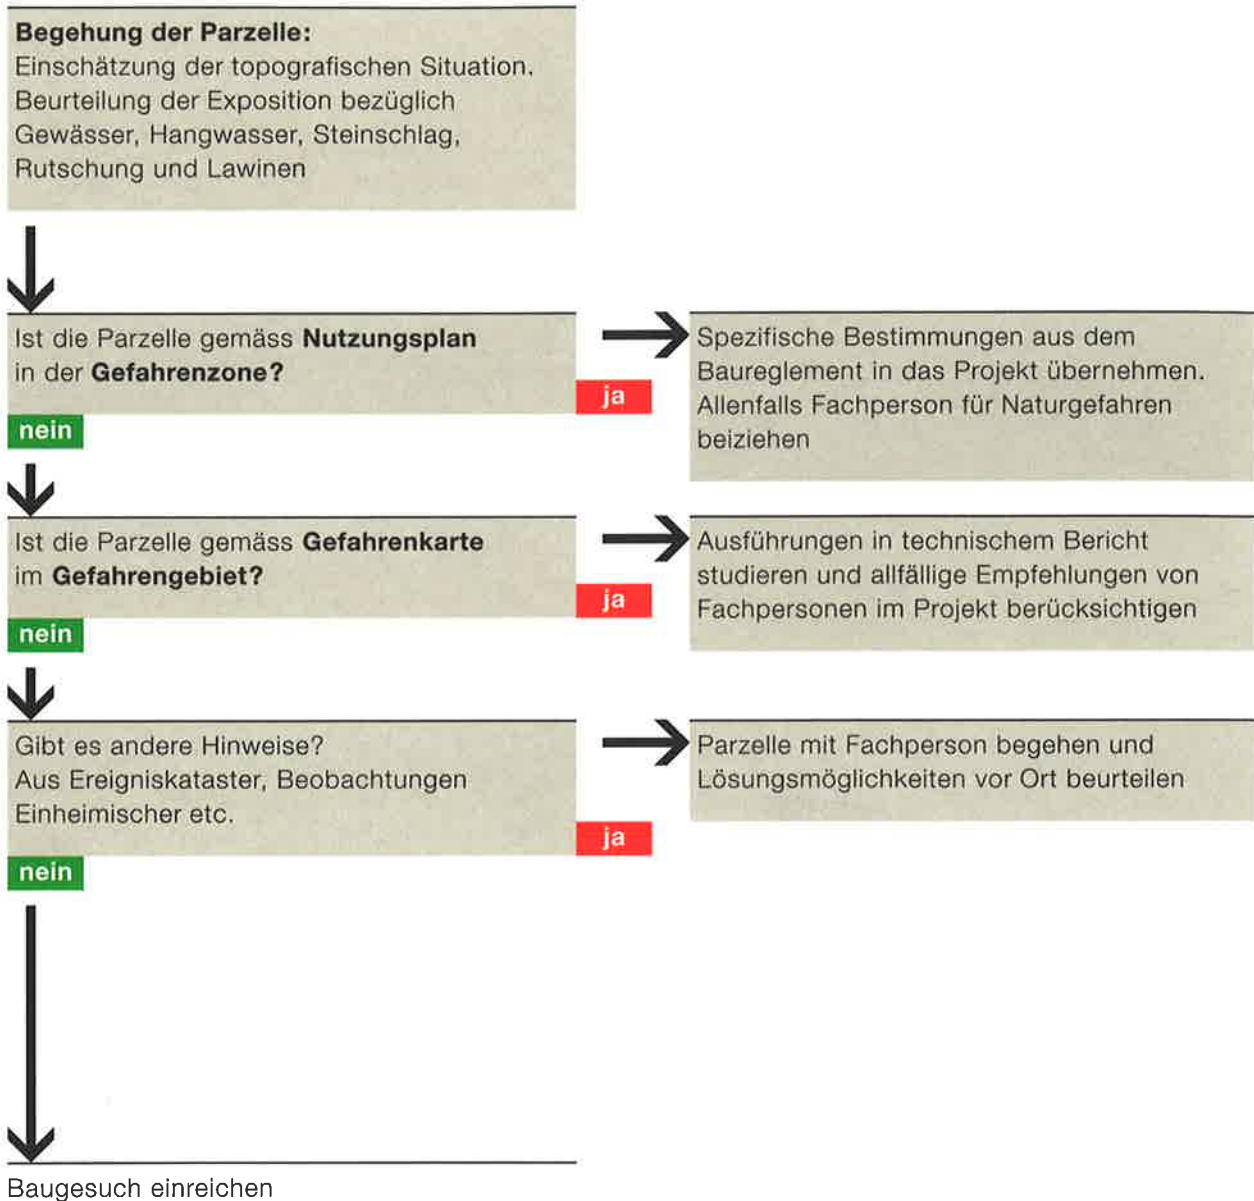 Begehung der Parzelle:
Einschätzung der topografischen Situation.
Beurteilung der Exposition bezüglich
Gewässer, Hangwasser, Steinschlag,
Rutschung und Lawinen
Ist die Parzelle gemäss Nutzungsplan
in der Gefahrenzone?
ja
nein
Spezifische Bestimmungen aus dem
Baureglement in das Projekt übernehmen.
Allenfalls Fachperson für Naturgefahren
beiziehen
Ist die Parzelle gemäss Gefahrenkarte
im Gefahrengebiet?
ja
nein
Ausführungen in technischem Bericht
studieren und allfällige Empfehlungen von
Fachpersonen im Projekt berücksichtigen
Gibt es andere Hinweise?
Aus Ereigniskataster, Beobachtungen
Einheimischer etc.
ja
nein
Parzelle mit Fachperson begehen und
Lösungsmöglichkeiten vor Ort beurteilen
Baugesuch einreichen